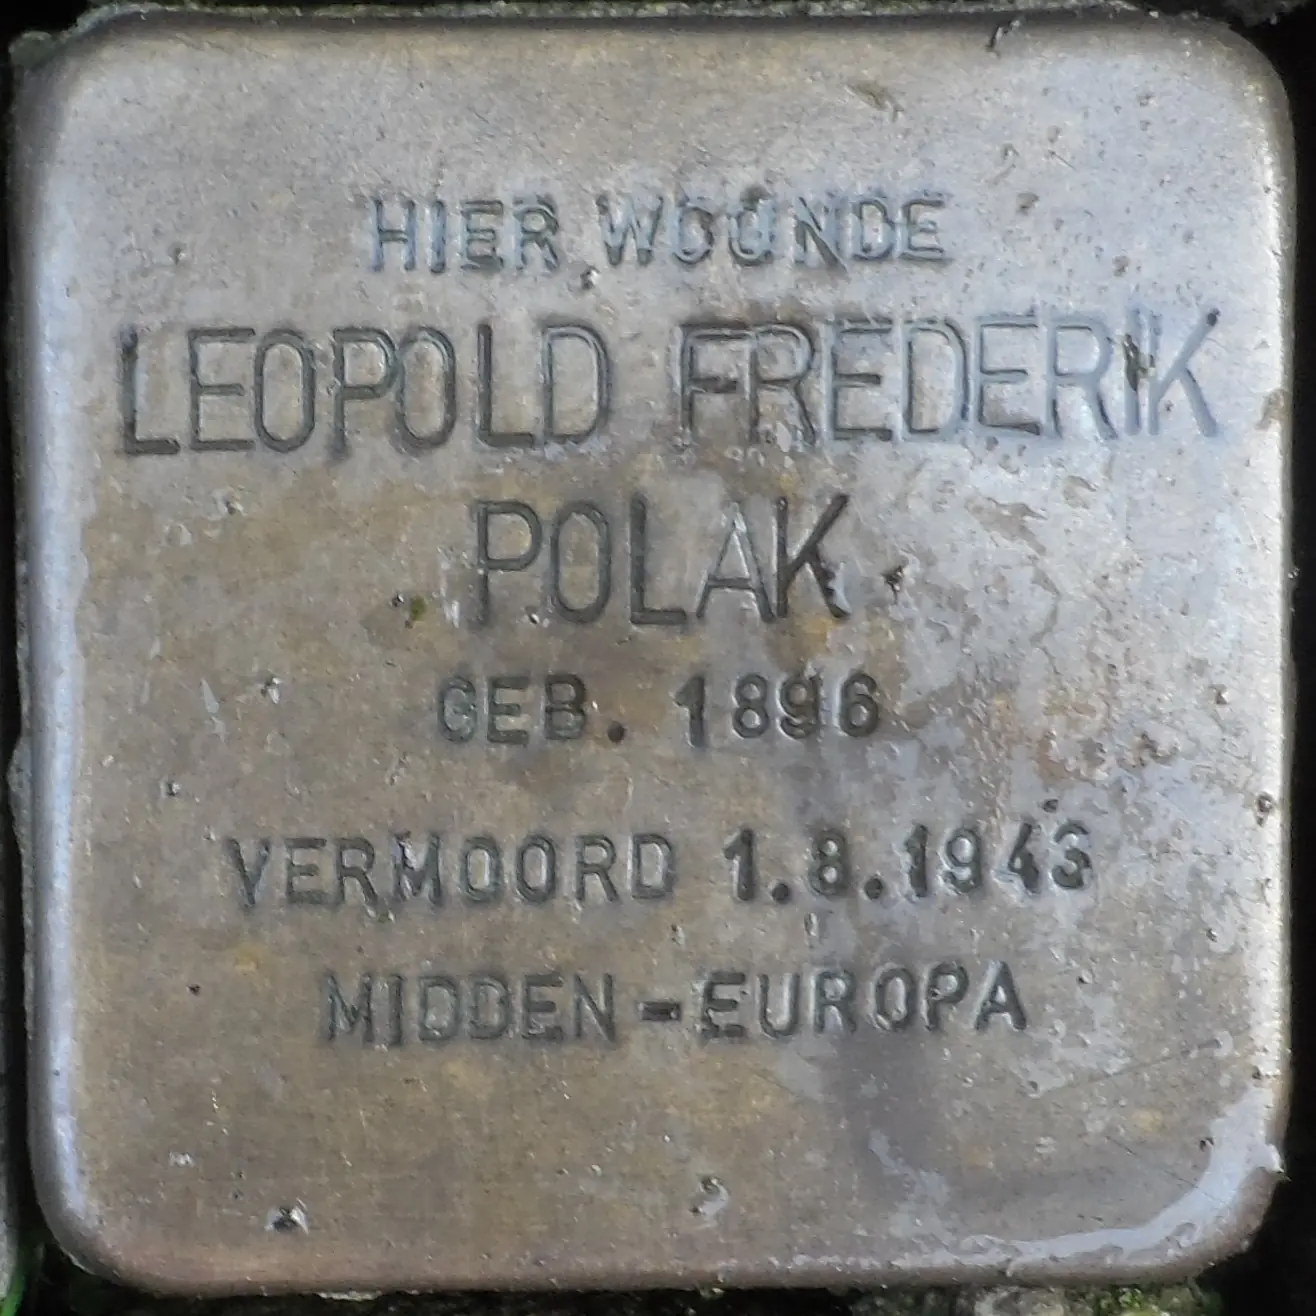 HIER WOONDE
LEOPOLD FREDERIK
POLAK
GEB. 1896
VERMOORD 1.8.1943
MIDDEN-EUROPA